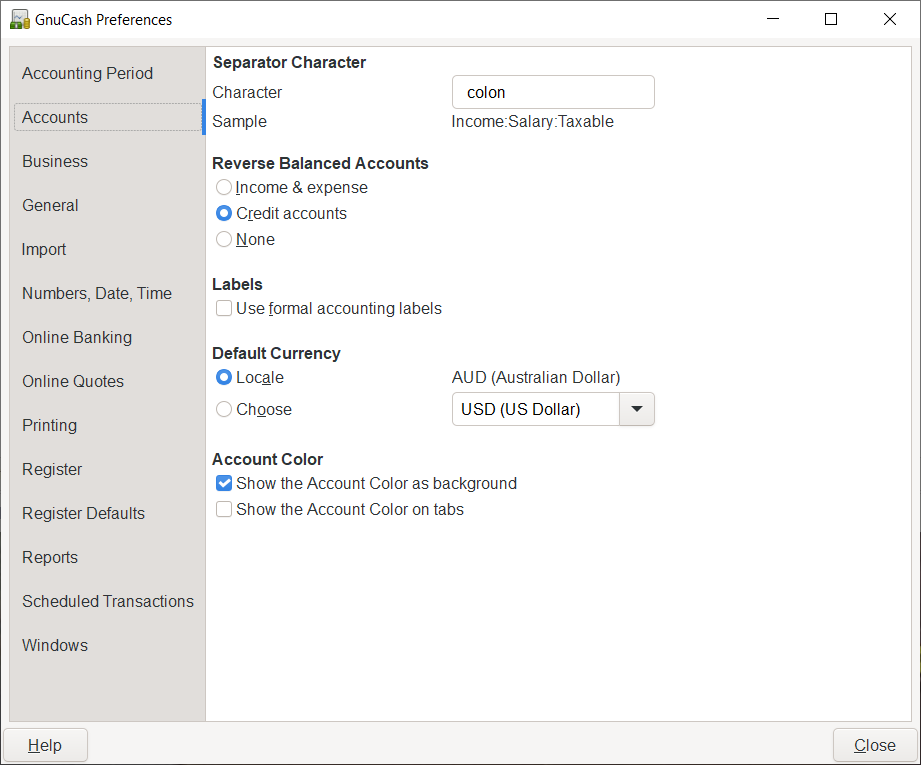 GnuCash Preferences
Accounting Period
Accounts
Business
General
Import
Numbers, Date, Time
Online Banking
Online Quotes
Printing
Register
Register Defaults
Reports
Scheduled Transactions
Windows
Separator Character
Character colon
Sample Income:Salary:Taxable
Reverse Balanced Accounts
Income & expense
Credit accounts
None
Labels
Use formal accounting labels
Default Currency
Locale AUD (Australian Dollar)
Choose USD (US Dollar)
Account Color
Show the Account Color as background
Show the Account Color on tabs
Help Close